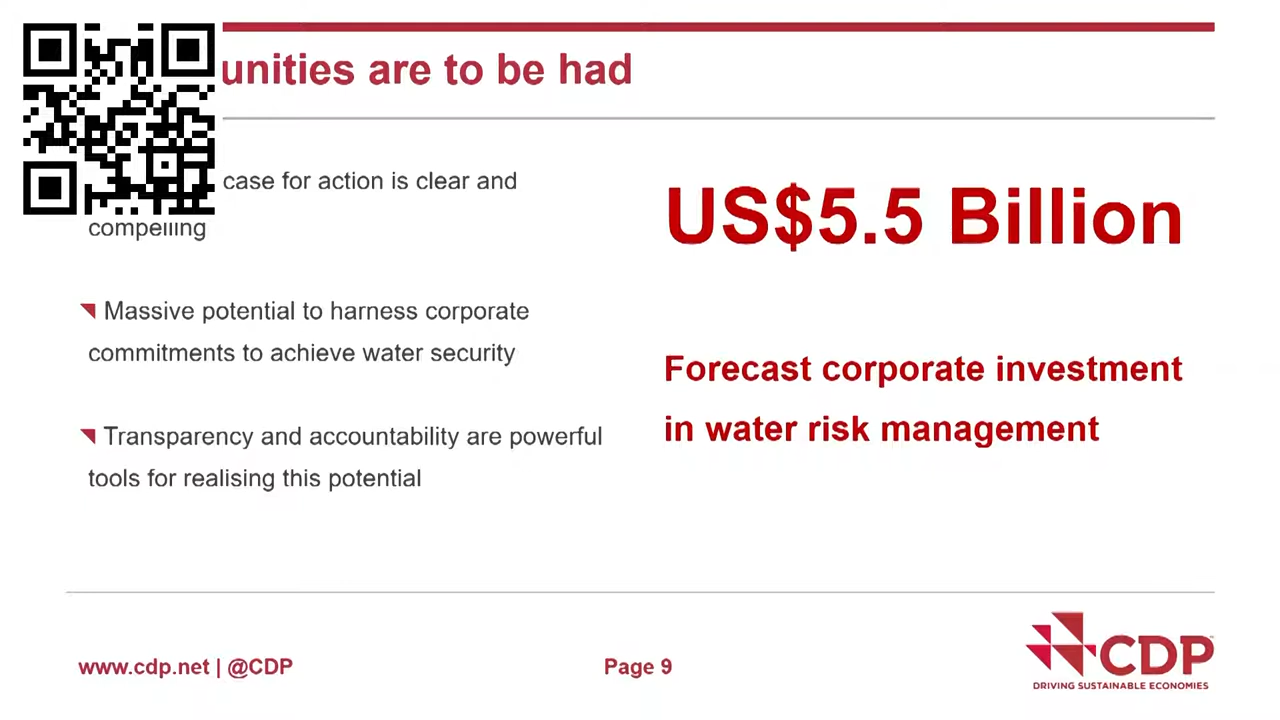 unities are to be had
case for action is clear and
compelling
US$5.5 Billion
Massive potential to harness corporate
commitments to achieve water security
Forecast corporate investment
in water risk management
Transparency and accountability are powerful
tools for realising this potential
www.cdp.net | @CDP
Page 9
CDP
DRIVING SUSTAINABLE ECONOMIES